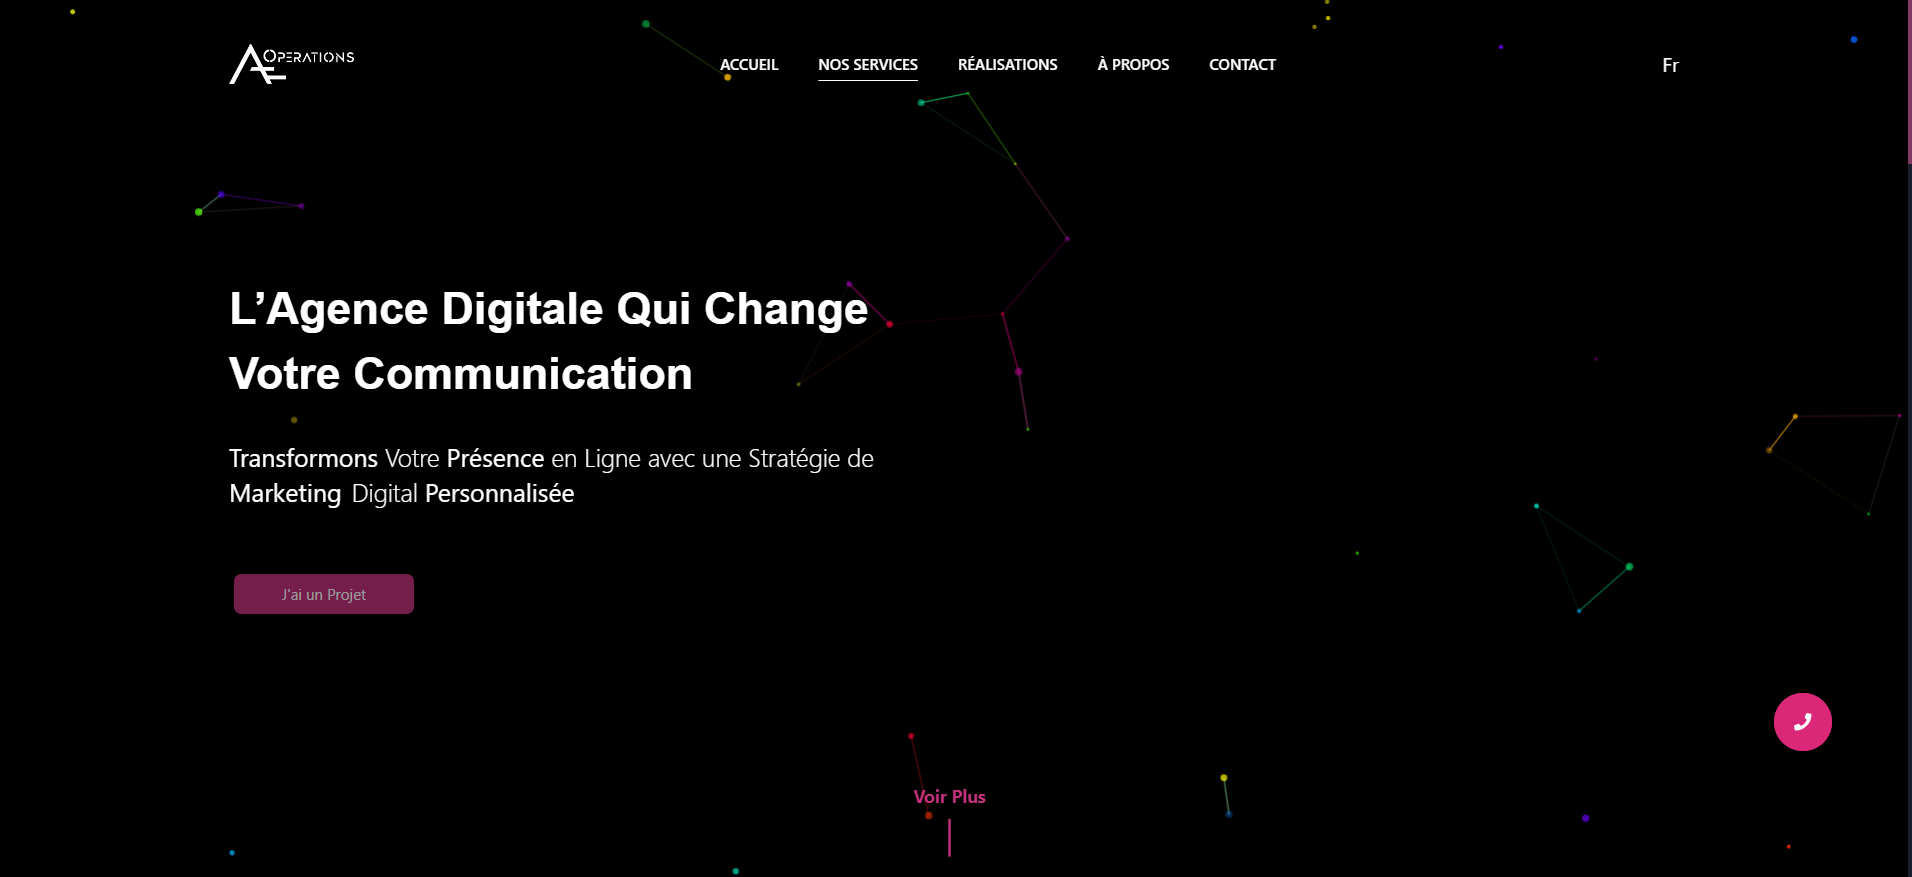 OPERATIONS
ACCUEIL NOS SERVICES RÉALISATIONS À PROPOS CONTACT Fr
L’Agence Digitale Qui Change
Votre Communication
Transformons Votre Présence en Ligne avec une Stratégie de
Marketing Digital Personnalisée
J'ai un Projet
Voir Plus